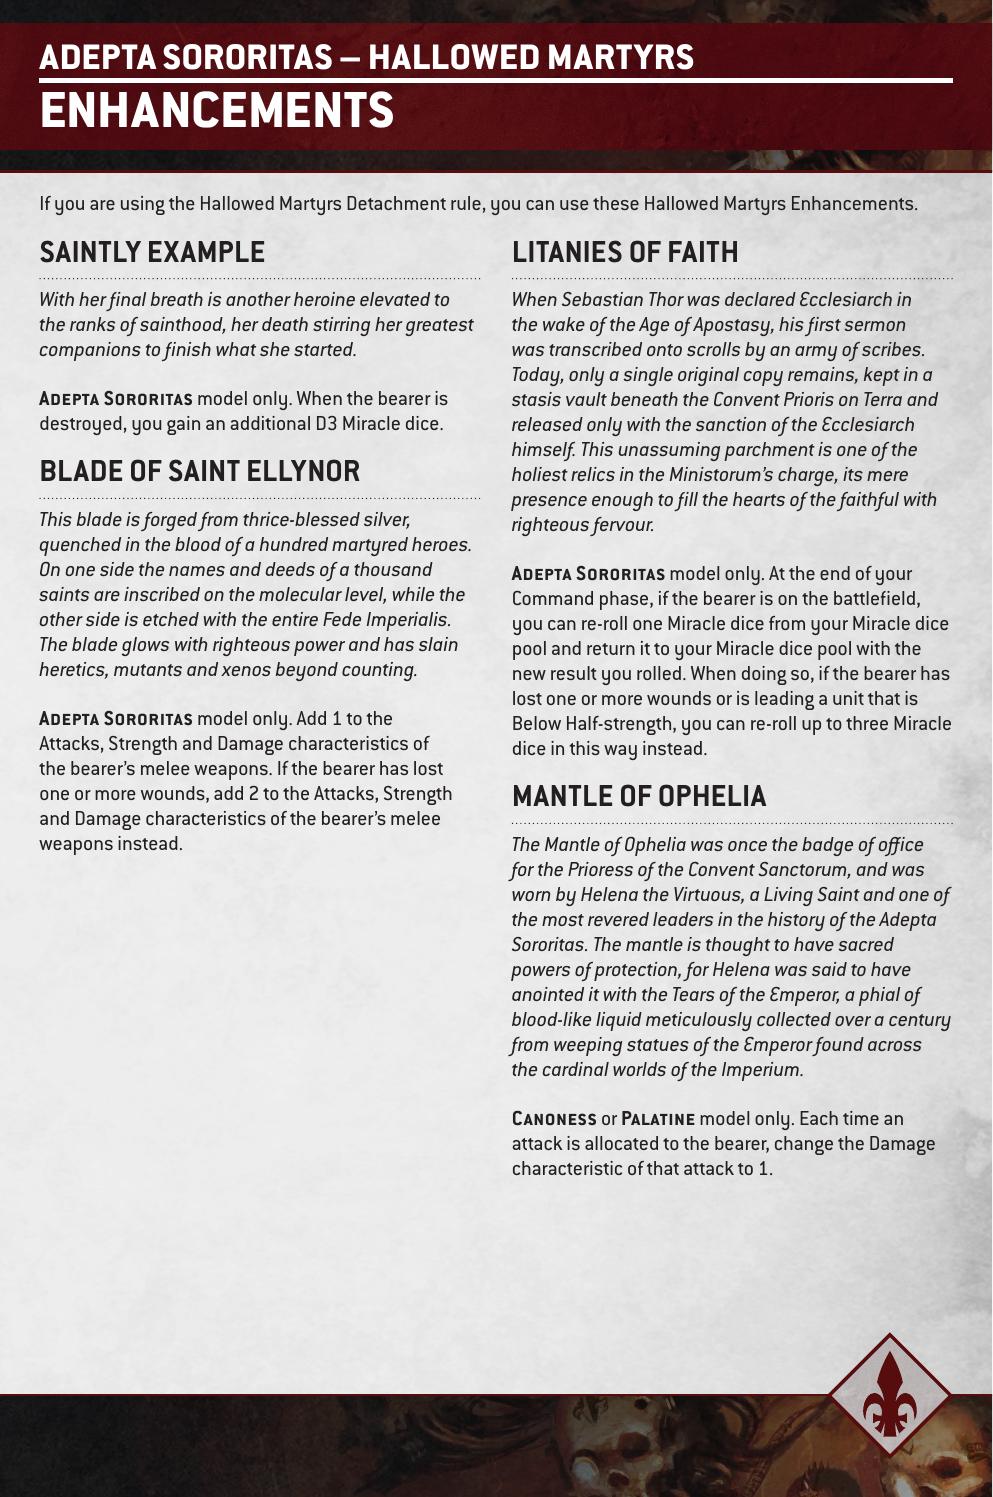 ADEPTA SORORITAS – HALLOWED MARTYRS
ENHANCEMENTS
If you are using the Hallowed Martyrs Detachment rule, you can use these Hallowed Martyrs Enhancements.
SAINTLY EXAMPLE
With her final breath is another heroine elevated to
the ranks of sainthood, her death stirring her greatest
companions to finish what she started.
ADEPTA SORORITAS model only. When the bearer is
destroyed, you gain an additional D3 Miracle dice.
BLADE OF SAINT ELLYNOR
This blade is forged from thrice-blessed silver,
quenched in the blood of a hundred martyred heroes.
On one side the names and deeds of a thousand
saints are inscribed on the molecular level, while the
other side is etched with the entire Fede Imperialis.
The blade glows with righteous power and has slain
heretics, mutants and xenos beyond counting.
ADEPTA SORORITAS model only. Add 1 to the
Attacks, Strength and Damage characteristics of
the bearer's melee weapons. If the bearer has lost
one or more wounds, add 2 to the Attacks, Strength
and Damage characteristics of the bearer's melee
weapons instead.
LITANIES OF FAITH
When Sebastian Thor was declared Ecclesiarch in
the wake of the Age of Apostasy, his first sermon
was transcribed onto scrolls by an army of scribes.
Today, only a single original copy remains, kept in a
stasis vault beneath the Convent Prioris on Terra and
released only with the sanction of the Ecclesiarch
himself. This unassuming parchment is one of the
holiest relics in the Ministorum's charge, its mere
presence enough to fill the hearts of the faithful with
righteous fervour.
ADEPTA SORORITAS model only. At the end of your
Command phase, if the bearer is on the battlefield,
you can re-roll one Miracle dice from your Miracle dice
pool and return it to your Miracle dice pool with the
new result you rolled. When doing so, if the bearer has
lost one or more wounds or is leading a unit that is
Below Half-strength, you can re-roll up to three Miracle
dice in this way instead.
MANTLE OF OPHELIA
The Mantle of Ophelia was once the badge of office
for the Prioress of the Convent Sanctorum, and was
worn by Helena the Virtuous, a Living Saint and one of
the most revered leaders in the history of the Adepta
Sororitas. The mantle is thought to have sacred
powers of protection, for Helena was said to have
anointed it with the Tears of the Emperor, a phial of
blood-like liquid meticulously collected over a century
from weeping statues of the Emperor found across
the cardinal worlds of the Imperium.
CANONESS or PALATINE model only. Each time an
attack is allocated to the bearer, change the Damage
characteristic of that attack to 1.